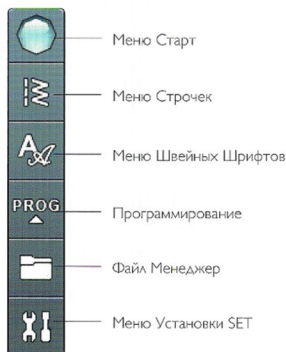 Меню Старт
Меню Строчек
Меню Швейных Шрифтов
PROG
Программирование
Файл Менеджер
Меню Установки SET